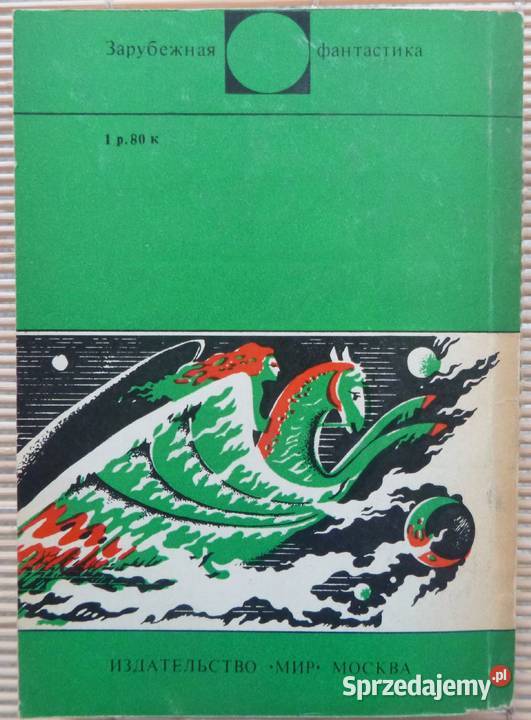 Зарубежная фантастика
1 р. 80 к
ИЗДАТЕЛЬСТВО «МИР» МОСКВА
Sprzedajemy.pl